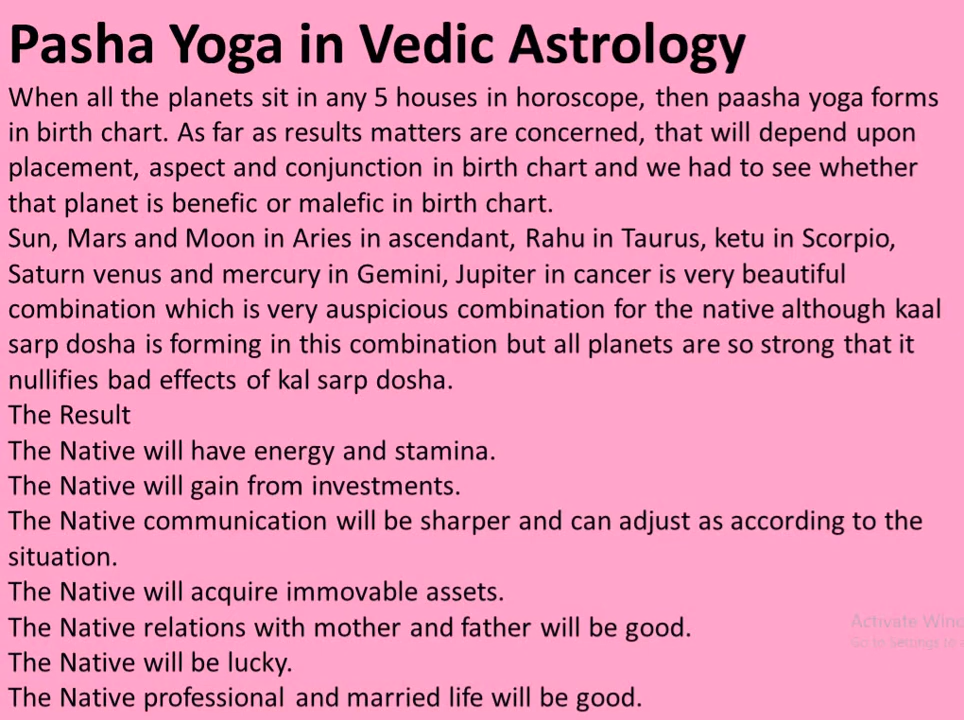 Pasha Yoga in Vedic Astrology
When all the planets sit in any 5 houses in horoscope, then paasha yoga forms
in birth chart. As far as results matters are concerned, that will depend upon
placement, aspect and conjunction in birth chart and we had to see whether
that planet is benefic or malefic in birth chart.
Sun, Mars and Moon in Aries in ascendant, Rahu in Taurus, ketu in Scorpio,
Saturn venus and mercury in Gemini, Jupiter in cancer is very beautiful
combination which is very auspicious combination for the native although kaal
sarp dosha is forming in this combination but all planets are so strong that it
nullifies bad effects of kal sarp dosha.
The Result
The Native will have energy and stamina.
The Native will gain from investments.
The Native communication will be sharper and can adjust as according to the
situation.
The Native will acquire immovable assets.
The Native relations with mother and father will be good.
The Native will be lucky.
The Native professional and married life will be good.
Activate
Go to Settings to